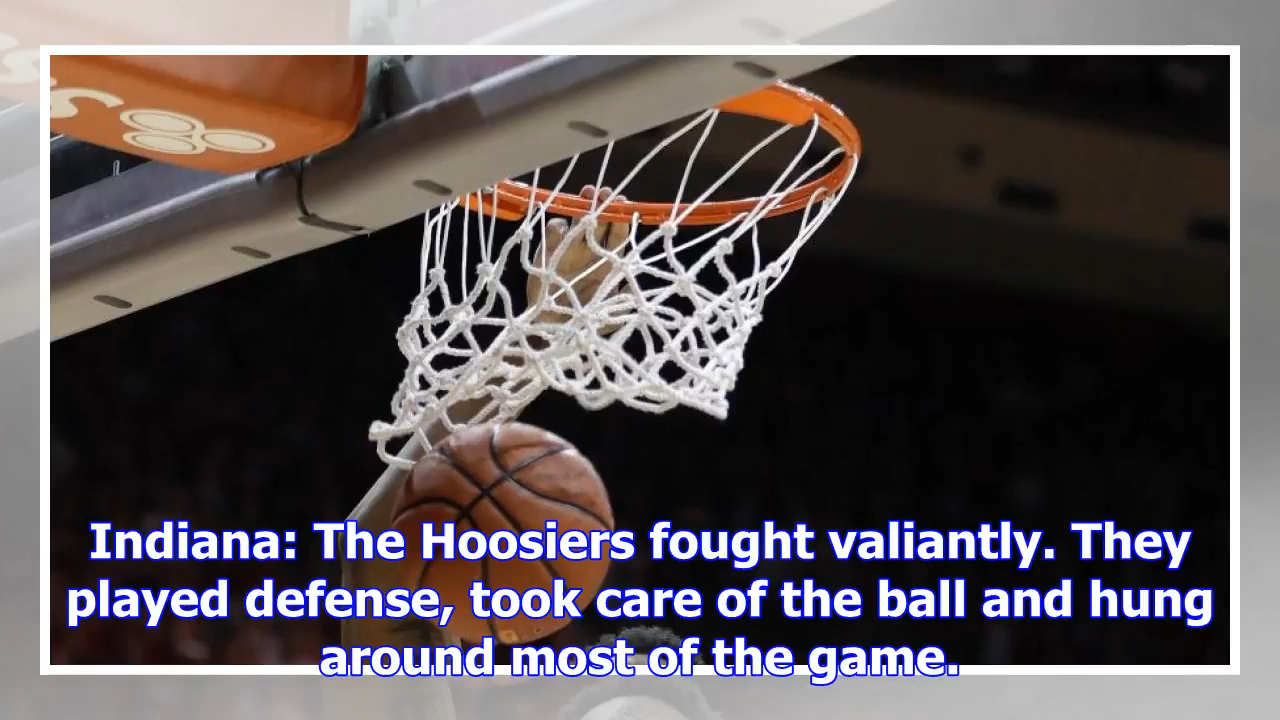 Indiana: The Hoosiers fought valiantly. They
played defense, took care of the ball and hung
around most of the game.